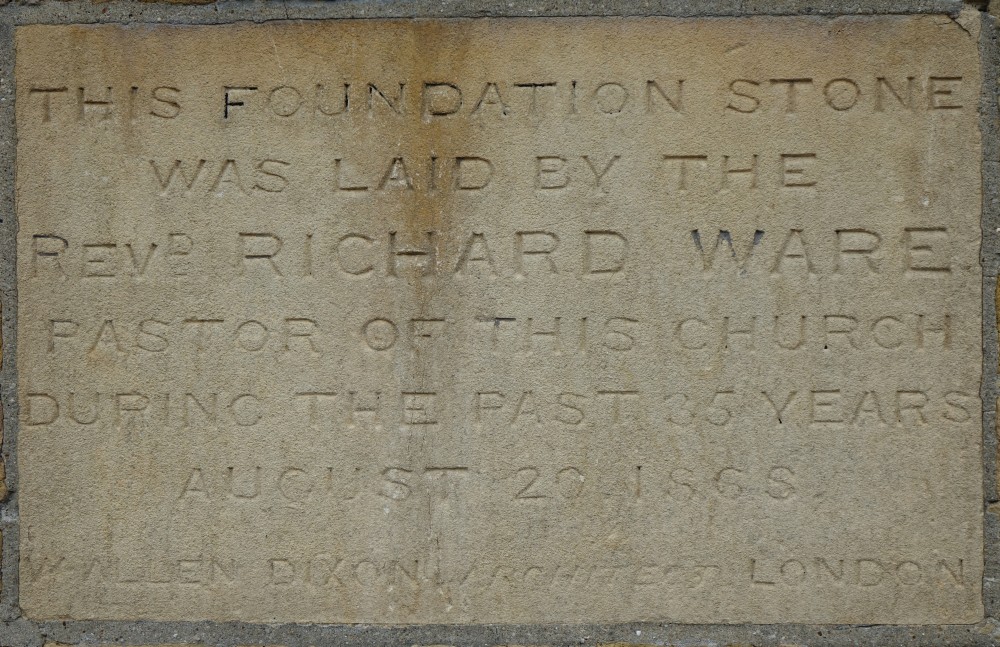 THIS FOUNDATION STONE
WAS LAID BY THE
REVD RICHARD WARE
PASTOR OF THIS CHURCH
DURING THE PAST 35 YEARS
AUGUST 20 1868
W ALLEN DIXON ARCHITECT LONDON